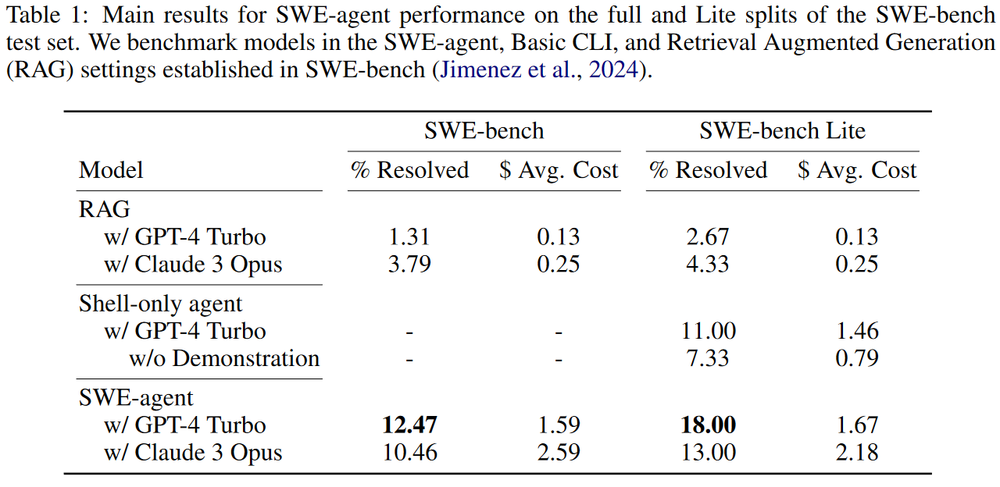 Table 1: Main results for SWE-agent performance on the full and Lite splits of the SWE-bench
test set. We benchmark models in the SWE-agent, Basic CLI, and Retrieval Augmented Generation
(RAG) settings established in SWE-bench (Jimenez et al., 2024).
SWE-bench SWE-bench Lite
Model % Resolved $ Avg. Cost % Resolved $ Avg. Cost
RAG
w/ GPT-4 Turbo 1.31 0.13 2.67 0.13
w/ Claude 3 Opus 3.79 0.25 4.33 0.25
Shell-only agent
w/ GPT-4 Turbo - - 11.00 1.46
w/o Demonstration - - 7.33 0.79
SWE-agent
w/ GPT-4 Turbo 12.47 1.59 18.00 1.67
w/ Claude 3 Opus 10.46 2.59 13.00 2.18